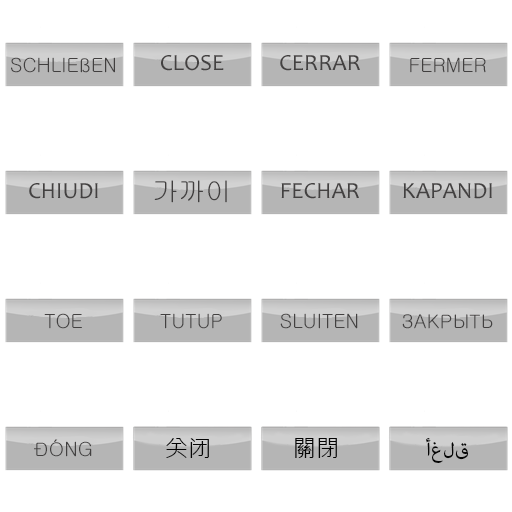 SCHLIEßEN
CLOSE
CERRAR
FERMER
CHIUDI
가까이
FECHAR
KAPANDI
TOE
TUTUP
SLUITEN
ЗАКРЫТЬ
ĐÓNG
关闭
關閉
أغلق